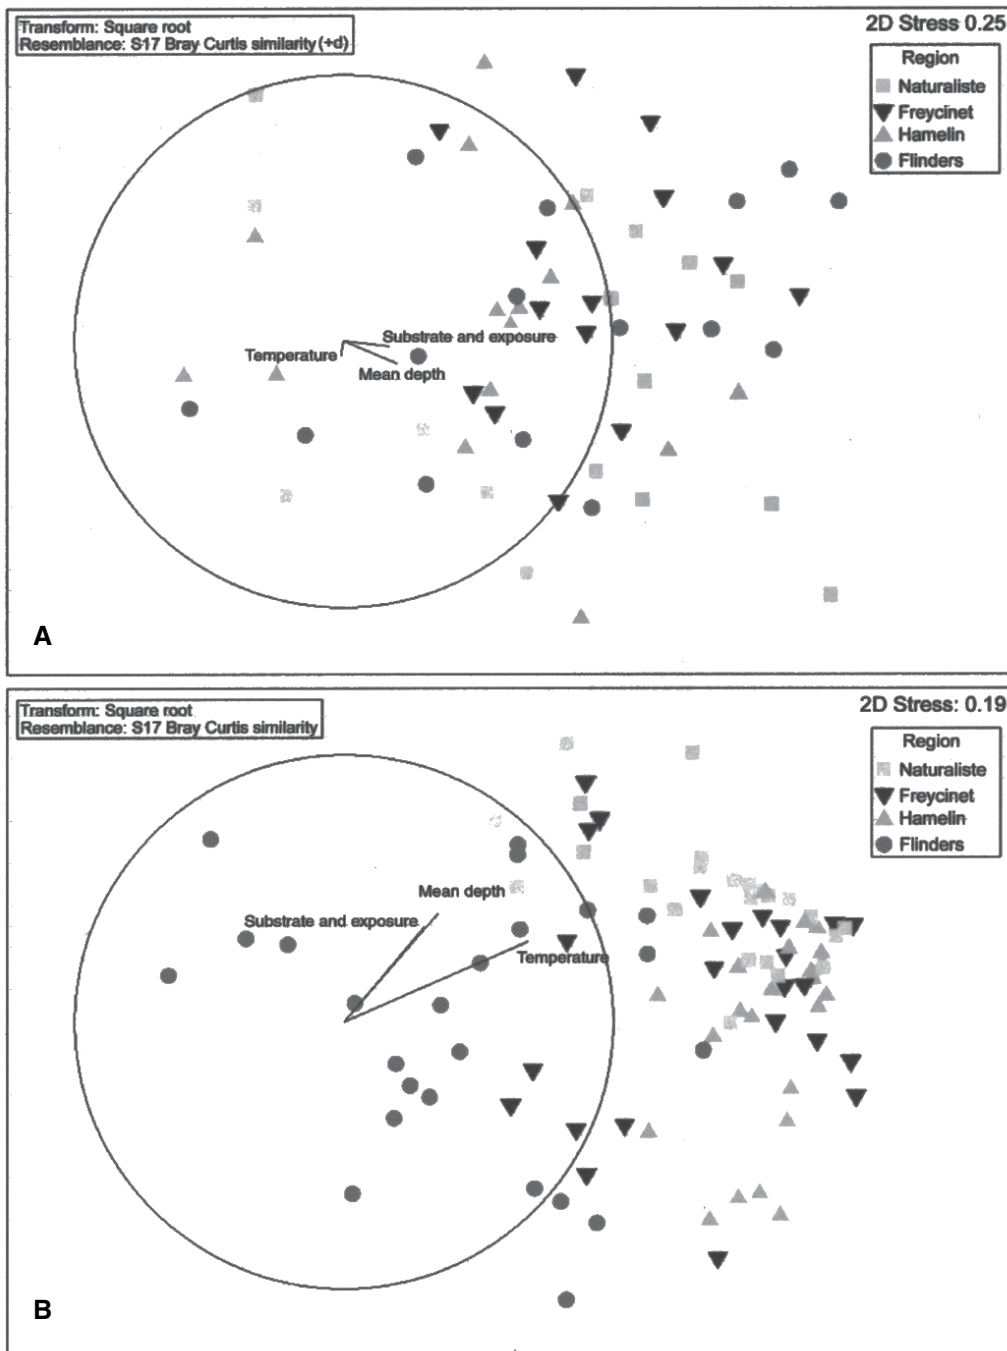 Transform: Square root
Resemblance: S17 Bray Curtis similarity (+d)
2D Stress 0.25
Region
Naturaliste
Freycinet
Hamelin
Flinders
Substrate and exposure
Temperature
Mean depth
A
Transform: Square root
Resemblance: S17 Bray Curtis similarity
2D Stress: 0.19
Region
Naturaliste
Freycinet
Hamelin
Flinders
Mean depth
Substrate and exposure
Temperature
B